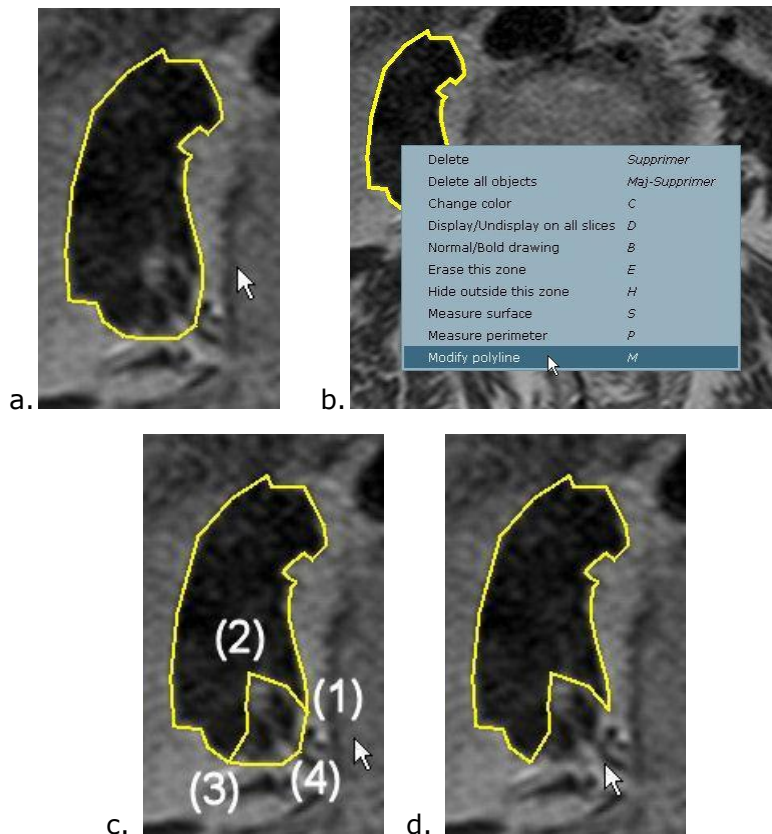 a.
b.
Delete Supprimer
Delete all objects Maj-Supprimer
Change color C
Display/Undisplay on all slices D
Normal/Bold drawing B
Erase this zone E
Hide outside this zone H
Measure surface S
Measure perimeter P
Modify polyline M
(2)
(1)
(3)
(4)
c.
d.